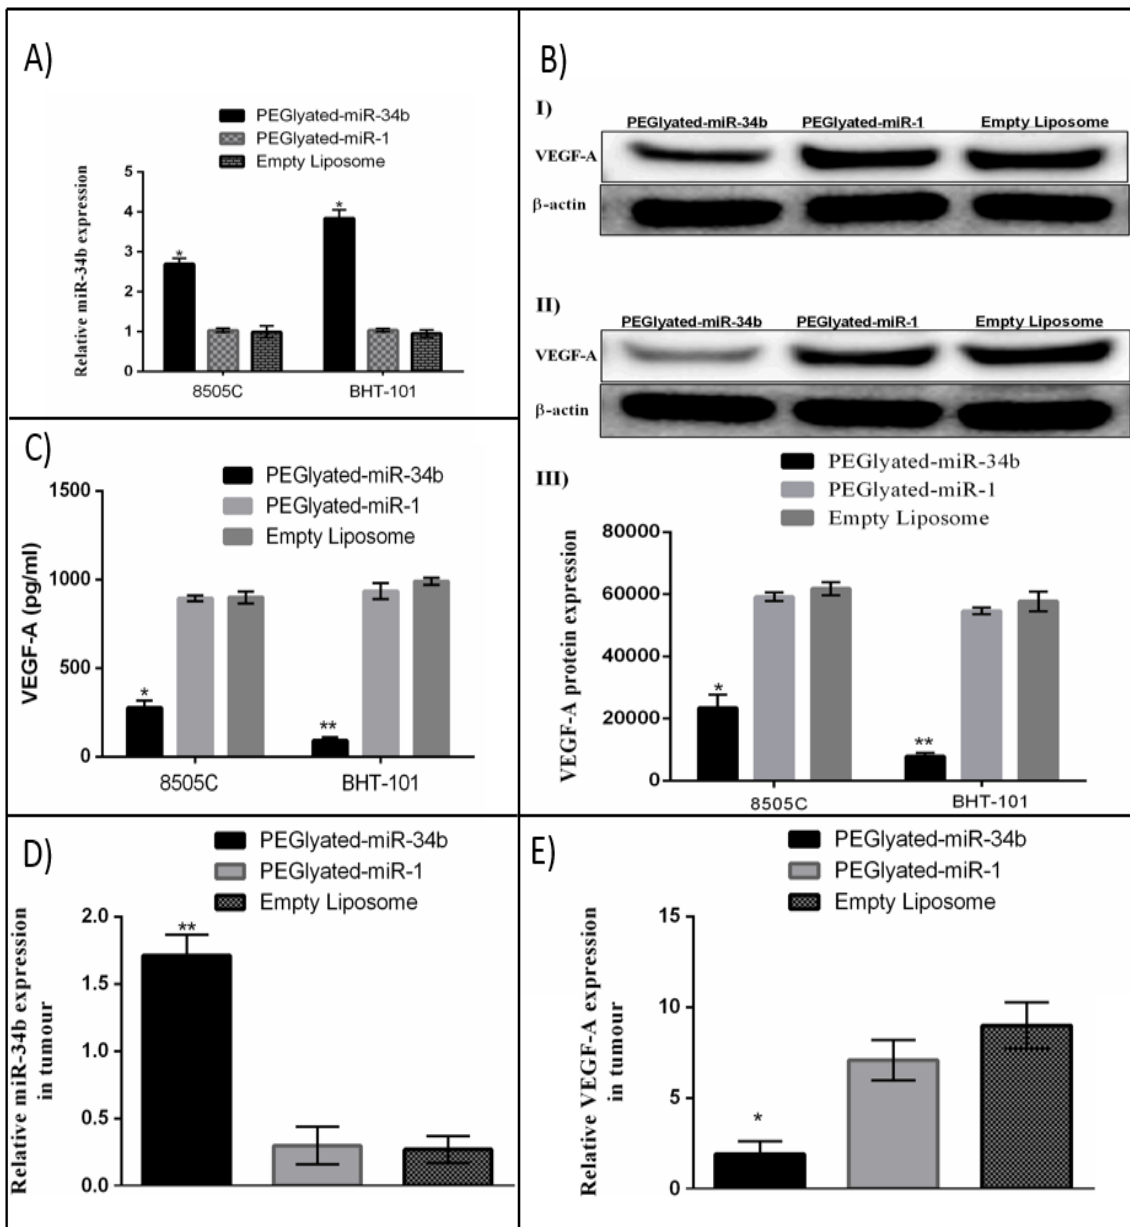 A)
PEGlyated-miR-34b
PEGlyated-miR-1
Empty Liposome
Relative miR-34b expression
5
4
3
2
1
0
*
*
8505C
BHT-101
B)
I)
PEGlyated-miR-34b PEGlyated-miR-1 Empty Liposome
VEGF-A
β-actin
II)
PEGlyated-miR-34b PEGlyated-miR-1 Empty Liposome
VEGF-A
β-actin
III)
PEGlyated-miR-34b
PEGlyated-miR-1
Empty Liposome
VEGF-A protein expression
80000
60000
40000
20000
0
*
**
8505C
BHT-101
C)
PEGlyated-miR-34b
PEGlyated-miR-1
Empty Liposome
VEGF-A (pg/ml)
1500
1000
500
0
*
**
8505C
BHT-101
D)
PEGlyated-miR-34b
PEGlyated-miR-1
Empty Liposome
Relative miR-34b expression
in tumour
2.0
1.5
1.0
0.5
0.0
**
E)
PEGlyated-miR-34b
PEGlyated-miR-1
Empty Liposome
Relative VEGF-A expression
in tumour
15
10
5
0
*